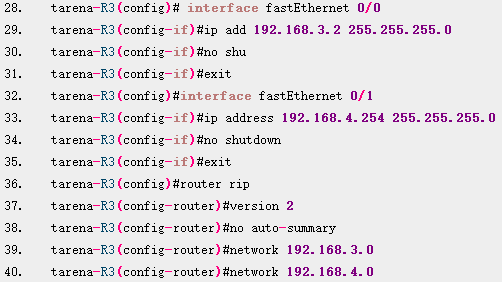 28. tarena-R3(config)# interface fastEthernet 0/0
29. tarena-R3(config-if)#ip add 192.168.3.2 255.255.255.0
30. tarena-R3(config-if)#no shu
31. tarena-R3(config-if)#exit
32. tarena-R3(config)#interface fastEthernet 0/1
33. tarena-R3(config-if)#ip address 192.168.4.254 255.255.255.0
34. tarena-R3(config-if)#no shutdown
35. tarena-R3(config-if)#exit
36. tarena-R3(config)#router rip
37. tarena-R3(config-router)#version 2
38. tarena-R3(config-router)#no auto-summary
39. tarena-R3(config-router)#network 192.168.3.0
40. tarena-R3(config-router)#network 192.168.4.0